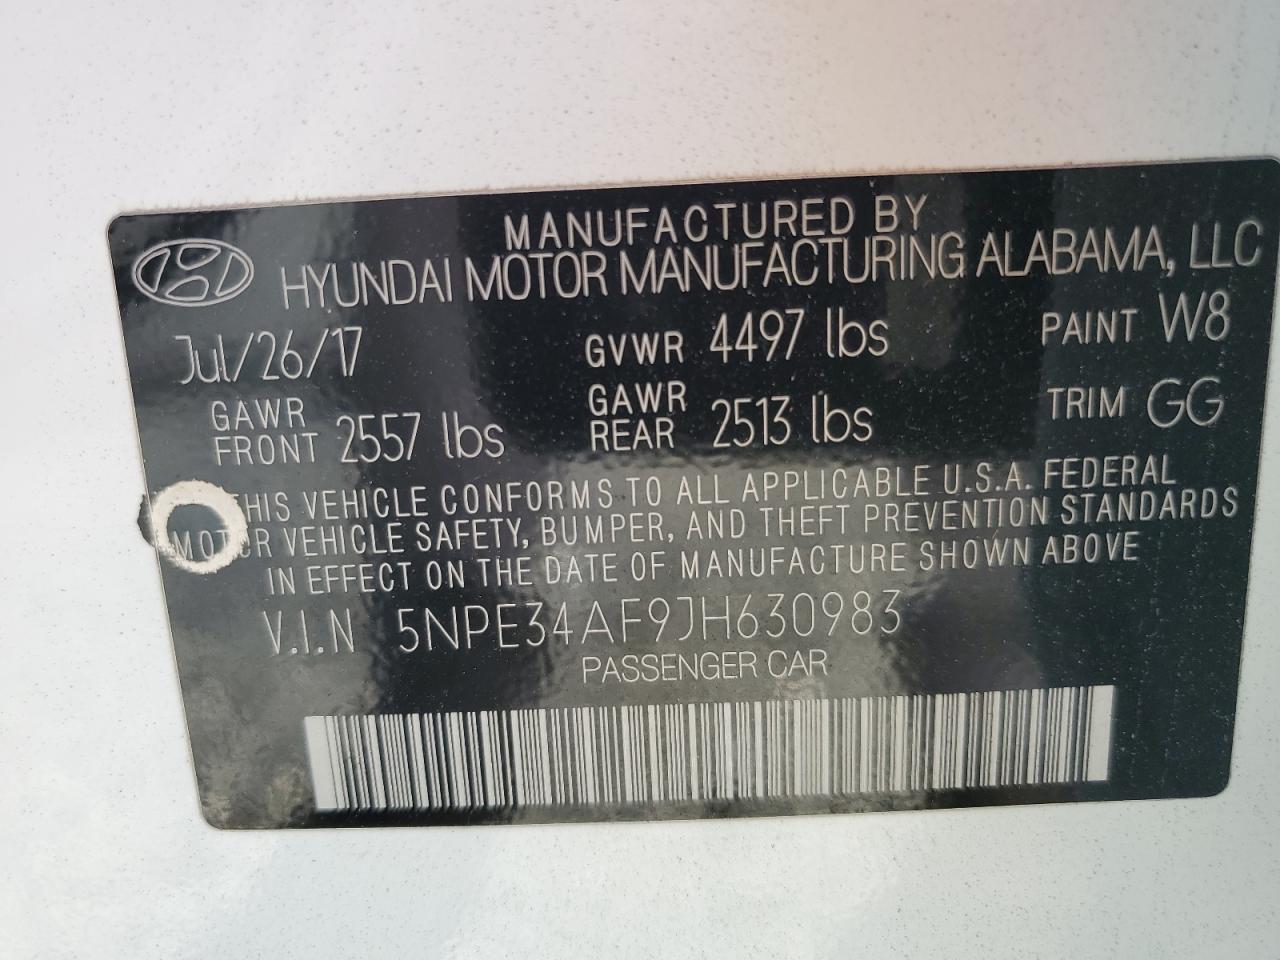 MANUFACTURED BY
HYUNDAI MOTOR MANUFACTURING ALABAMA, LLC
Jul/26/17 GVWR 4497 lbs PAINT W8
GAWR FRONT 2557 lbs GAWR REAR 2513 lbs TRIM GG
THIS VEHICLE CONFORMS TO ALL APPLICABLE U.S.A. FEDERAL
MOTOR VEHICLE SAFETY, BUMPER, AND THEFT PREVENTION STANDARDS
IN EFFECT ON THE DATE OF MANUFACTURE SHOWN ABOVE
V.I.N 5NPE34AF9JH630983
PASSENGER CAR